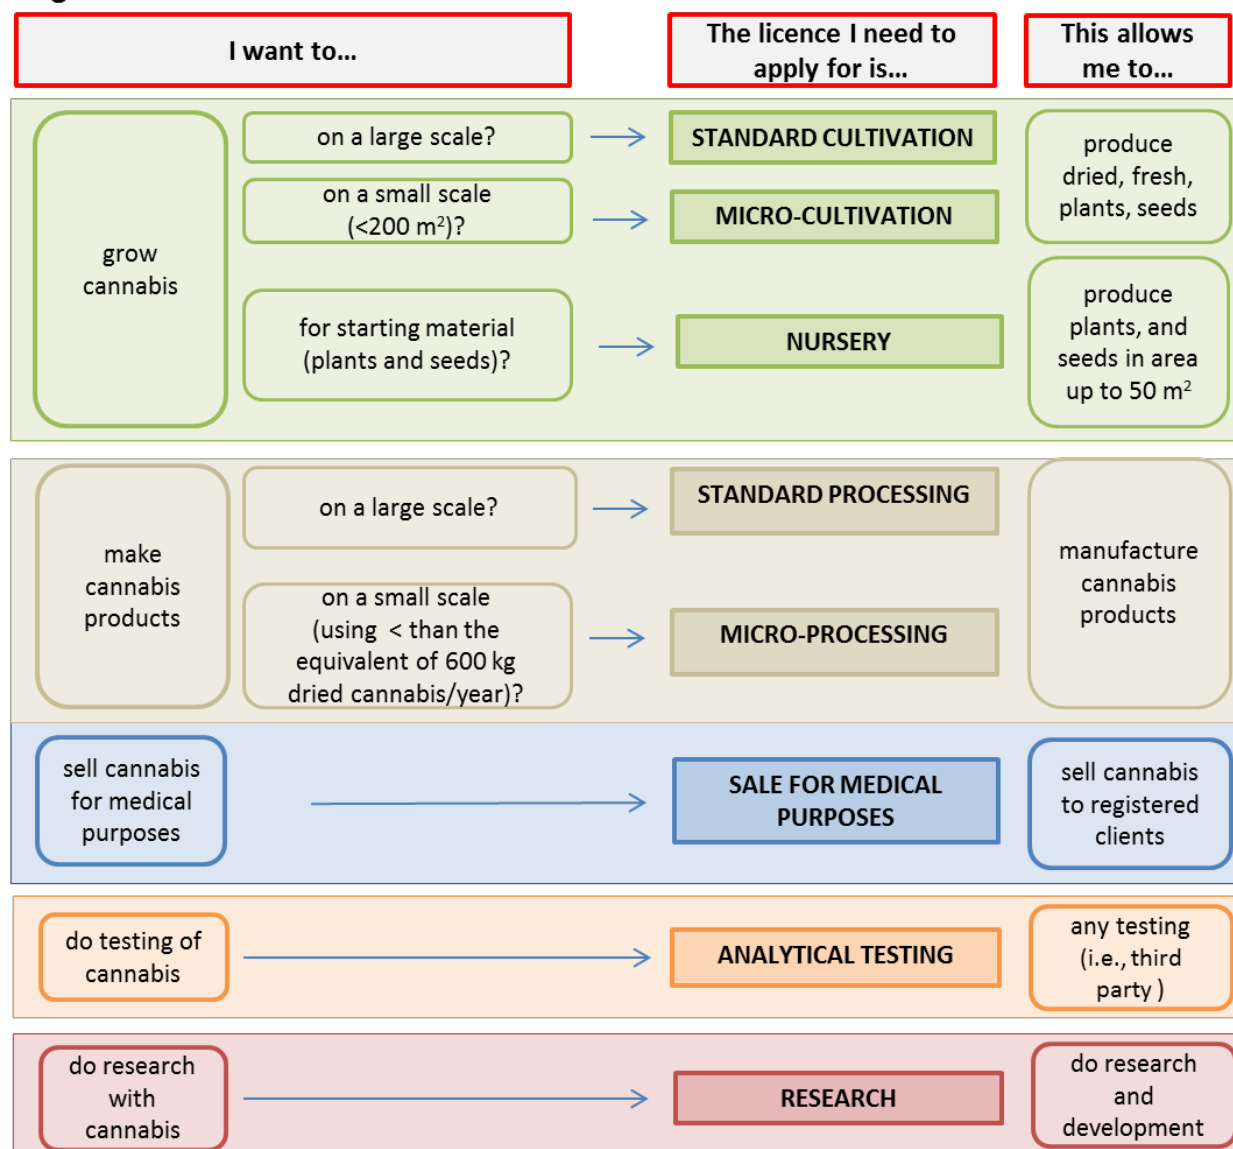 I want to...
The licence I need to
apply for is...
This allows
me to...
grow
cannabis
on a large scale?
STANDARD CULTIVATION
on a small scale
(<200 m²)?
MICRO-CULTIVATION
produce
dried, fresh,
plants, seeds
for starting material
(plants and seeds)?
NURSERY
produce
plants, and
seeds in area
up to 50 m²
make
cannabis
products
on a large scale?
STANDARD PROCESSING
on a small scale
(using < than the
equivalent of 600 kg
dried cannabis/year)?
MICRO-PROCESSING
manufacture
cannabis
products
sell cannabis
for medical
purposes
SALE FOR MEDICAL
PURPOSES
sell cannabis
to registered
clients
do testing of
cannabis
ANALYTICAL TESTING
any testing
(i.e., third
party )
do research
with
cannabis
RESEARCH
do research
and
development